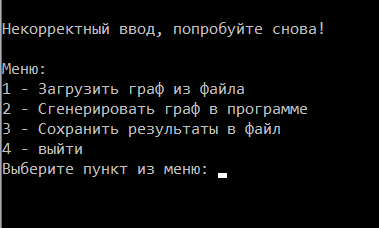 Некорректный ввод, попробуйте снова!
Меню:
1 - Загрузить граф из файла
2 - Сгенерировать граф в программе
3 - Сохранить результаты в файл
4 - выйти
Выберите пункт из меню: